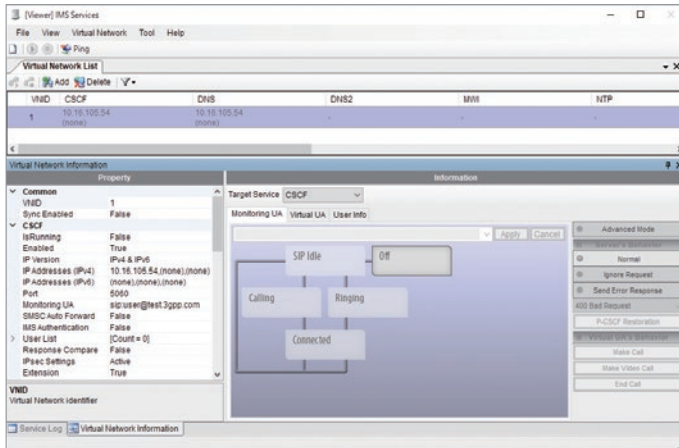 [Viewer] IMS Services
File View Virtual Network Tool Help
Ping
Virtual Network List
Add Delete
VNID CSCF DNS DNS2 MWI NTP
1 10.16.105.54 10.16.105.54 - - -
(none) (none)
Virtual Network Information
Property Information
Common
VNID 1
Sync Enabled False
CSCF
IsRunning False
Enabled True
IP Version IPv4 & IPv6
IP Addresses (IPv4) 10.16.105.54,(none),(none)
IP Addresses (IPv6) (none),(none),(none)
Port 5060
Monitoring UA sip:user@test.3gpp.com
SMSC Auto Forward False
IMS Authentication False
User List [Count = 0]
Response Compare False
IPsec Settings Active
Extension True
VNID
Virtual Network identifier
Target Service CSCF
Monitoring UA Virtual UA User Info
Apply Cancel
SIP Idle Off
Calling Ringing
Connected
Advanced Mode
Server's Behavior
Normal
Ignore Request
Send Error Response
400 Bad Request
P-CSCF Restoration
Virtual UA's Behavior
Make Call
Make Video Call
End Call
Service Log Virtual Network Information